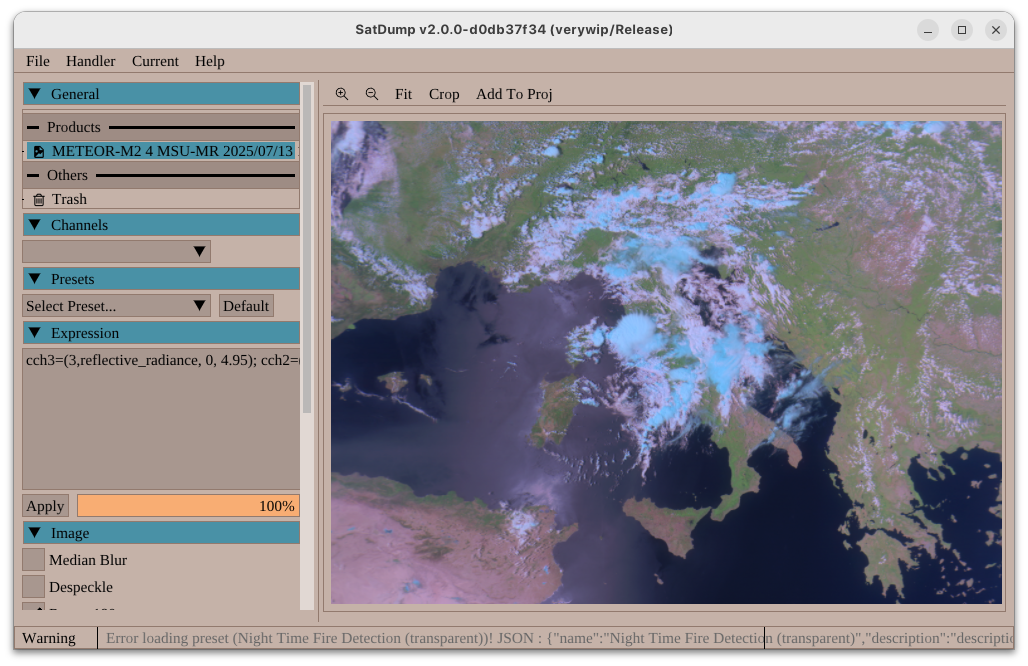 SatDump v2.0.0-d0db37f34 (verywip/Release)
File Handler Current Help
General
Products
METEOR-M2 4 MSU-MR 2025/07/13
Others
Trash
Channels
Presets
Select Preset... Default
Expression
cch3=(3,reflective_radiance, 0, 4.95); cch2=
Apply 100%
Image
Median Blur
Despeckle
Fit Crop Add To Proj
Warning Error loading preset (Night Time Fire Detection (transparent))! JSON : {"name":"Night Time Fire Detection (transparent)","description":"descripti